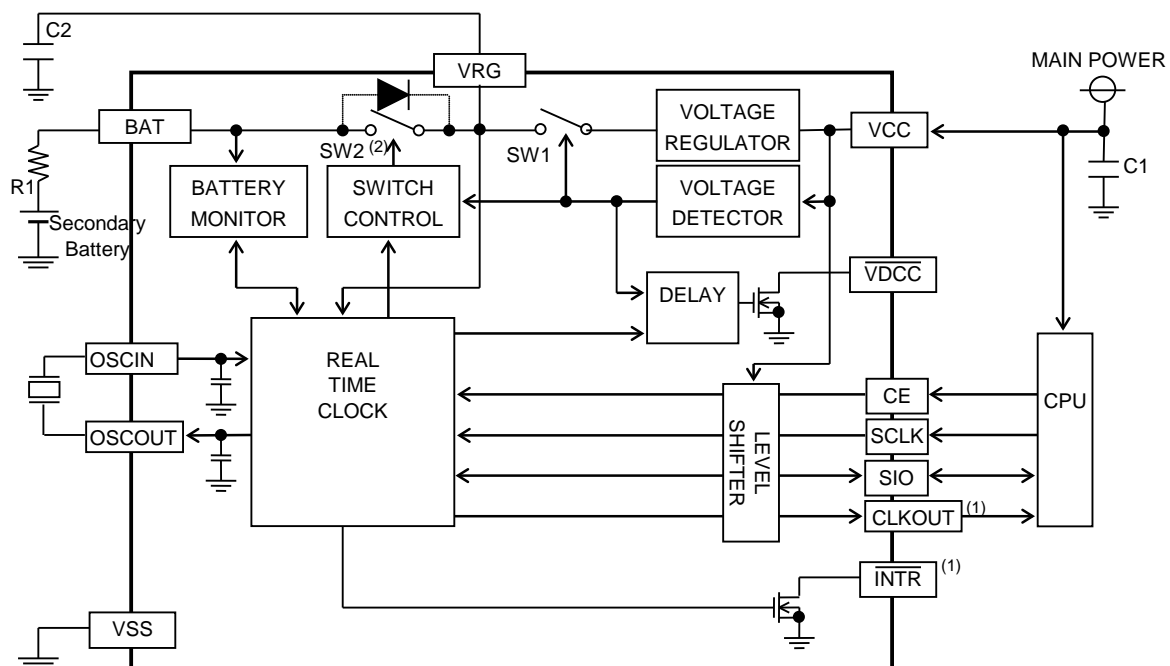 C2
VRG
MAIN POWER
BAT
SW2 (2)
SW1
VOLTAGE
REGULATOR
VCC
R1
BATTERY
MONITOR
SWITCH
CONTROL
VOLTAGE
DETECTOR
C1
Secondary
Battery
VDCC
DELAY
OSCIN
REAL
TIME
CLOCK
OSCOUT
LEVEL
SHIFTER
CE
SCLK
SIO
CLKOUT (1)
CPU
INTR (1)
VSS